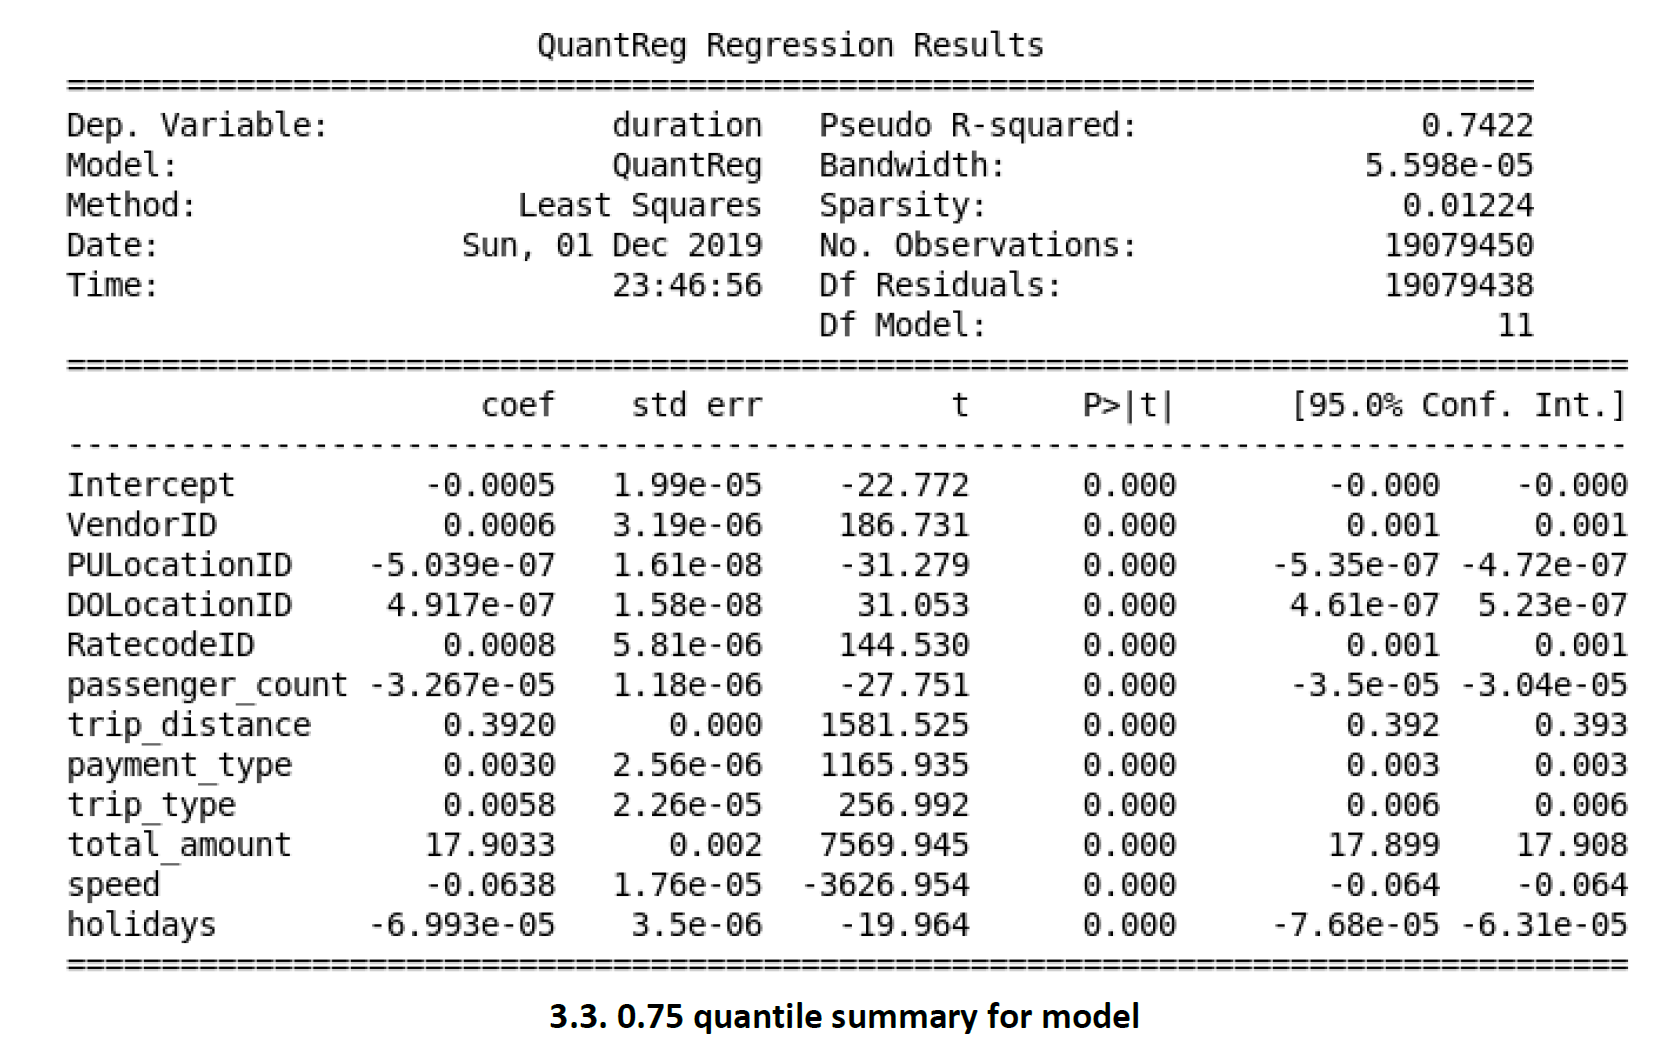 QuantReg Regression Results
==============================================================================
Dep. Variable:               duration   Pseudo R-squared:               0.7422
Model:                       QuantReg   Bandwidth:                   5.598e-05
Method:                 Least Squares   Sparsity:                      0.01224
Date:                Sun, 01 Dec 2019   No. Observations:             19079450
Time:                        23:46:56   Df Residuals:                 19079438
                                        Df Model:                           11
===================================================================================
                      coef    std err          t      P>|t|      [95.0% Conf. Int.]
-----------------------------------------------------------------------------------
Intercept          -0.0005   1.99e-05    -22.772      0.000        -0.000    -0.000
VendorID            0.0006   3.19e-06    186.731      0.000         0.001     0.001
PULocationID    -5.039e-07   1.61e-08    -31.279      0.000     -5.35e-07 -4.72e-07
DOLocationID     4.917e-07   1.58e-08     31.053      0.000      4.61e-07  5.23e-07
RatecodeID          0.0008   5.81e-06    144.530      0.000         0.001     0.001
passenger_count -3.267e-05   1.18e-06    -27.751      0.000      -3.5e-05 -3.04e-05
trip_distance       0.3920      0.000   1581.525      0.000         0.392     0.393
payment_type        0.0030   2.56e-06   1165.935      0.000         0.003     0.003
trip_type           0.0058   2.26e-05    256.992      0.000         0.006     0.006
total_amount       17.9033      0.002   7569.945      0.000        17.899    17.908
speed              -0.0638   1.76e-05  -3626.954      0.000        -0.064    -0.064
holidays        -6.993e-05    3.5e-06    -19.964      0.000     -7.68e-05 -6.31e-05
===================================================================================
3.3. 0.75 quantile summary for model